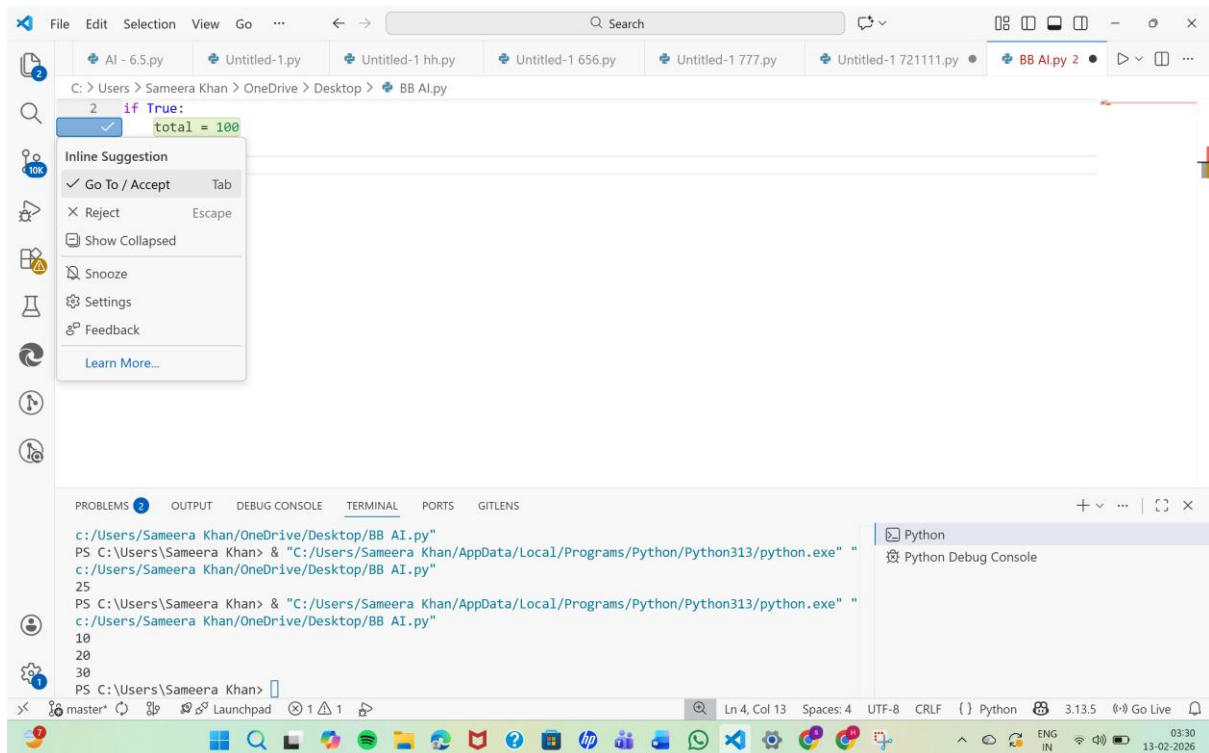 File Edit Selection View Go ··· ← → Search
AI - 6.5.py Untitled-1.py Untitled-1 hh.py Untitled-1 656.py Untitled-1 777.py Untitled-1 721111.py BB AI.py 2
2
C: > Users > Sameera Khan > OneDrive > Desktop > BB AI.py
2 if True:
total = 100
10K
Inline Suggestion
Go To / Accept Tab
Reject Escape
Show Collapsed
Snooze
Settings
Feedback
Learn More...
PROBLEMS 2 OUTPUT DEBUG CONSOLE TERMINAL PORTS GITLENS
c:/Users/Sameera Khan/OneDrive/Desktop/BB AI.py"
PS C:\Users\Sameera Khan> & "C:/Users/Sameera Khan/AppData/Local/Programs/Python/Python313/python.exe" "
c:/Users/Sameera Khan/OneDrive/Desktop/BB AI.py"
25
PS C:\Users\Sameera Khan> & "C:/Users/Sameera Khan/AppData/Local/Programs/Python/Python313/python.exe" "
c:/Users/Sameera Khan/OneDrive/Desktop/BB AI.py"
10
20
30
PS C:\Users\Sameera Khan>
Python
Python Debug Console
1
master* Launchpad 1 1 Ln 4, Col 13 Spaces: 4 UTF-8 CRLF { } Python 3.13.5 Go Live
9 hp ENG 03:30
IN 13-02-2026